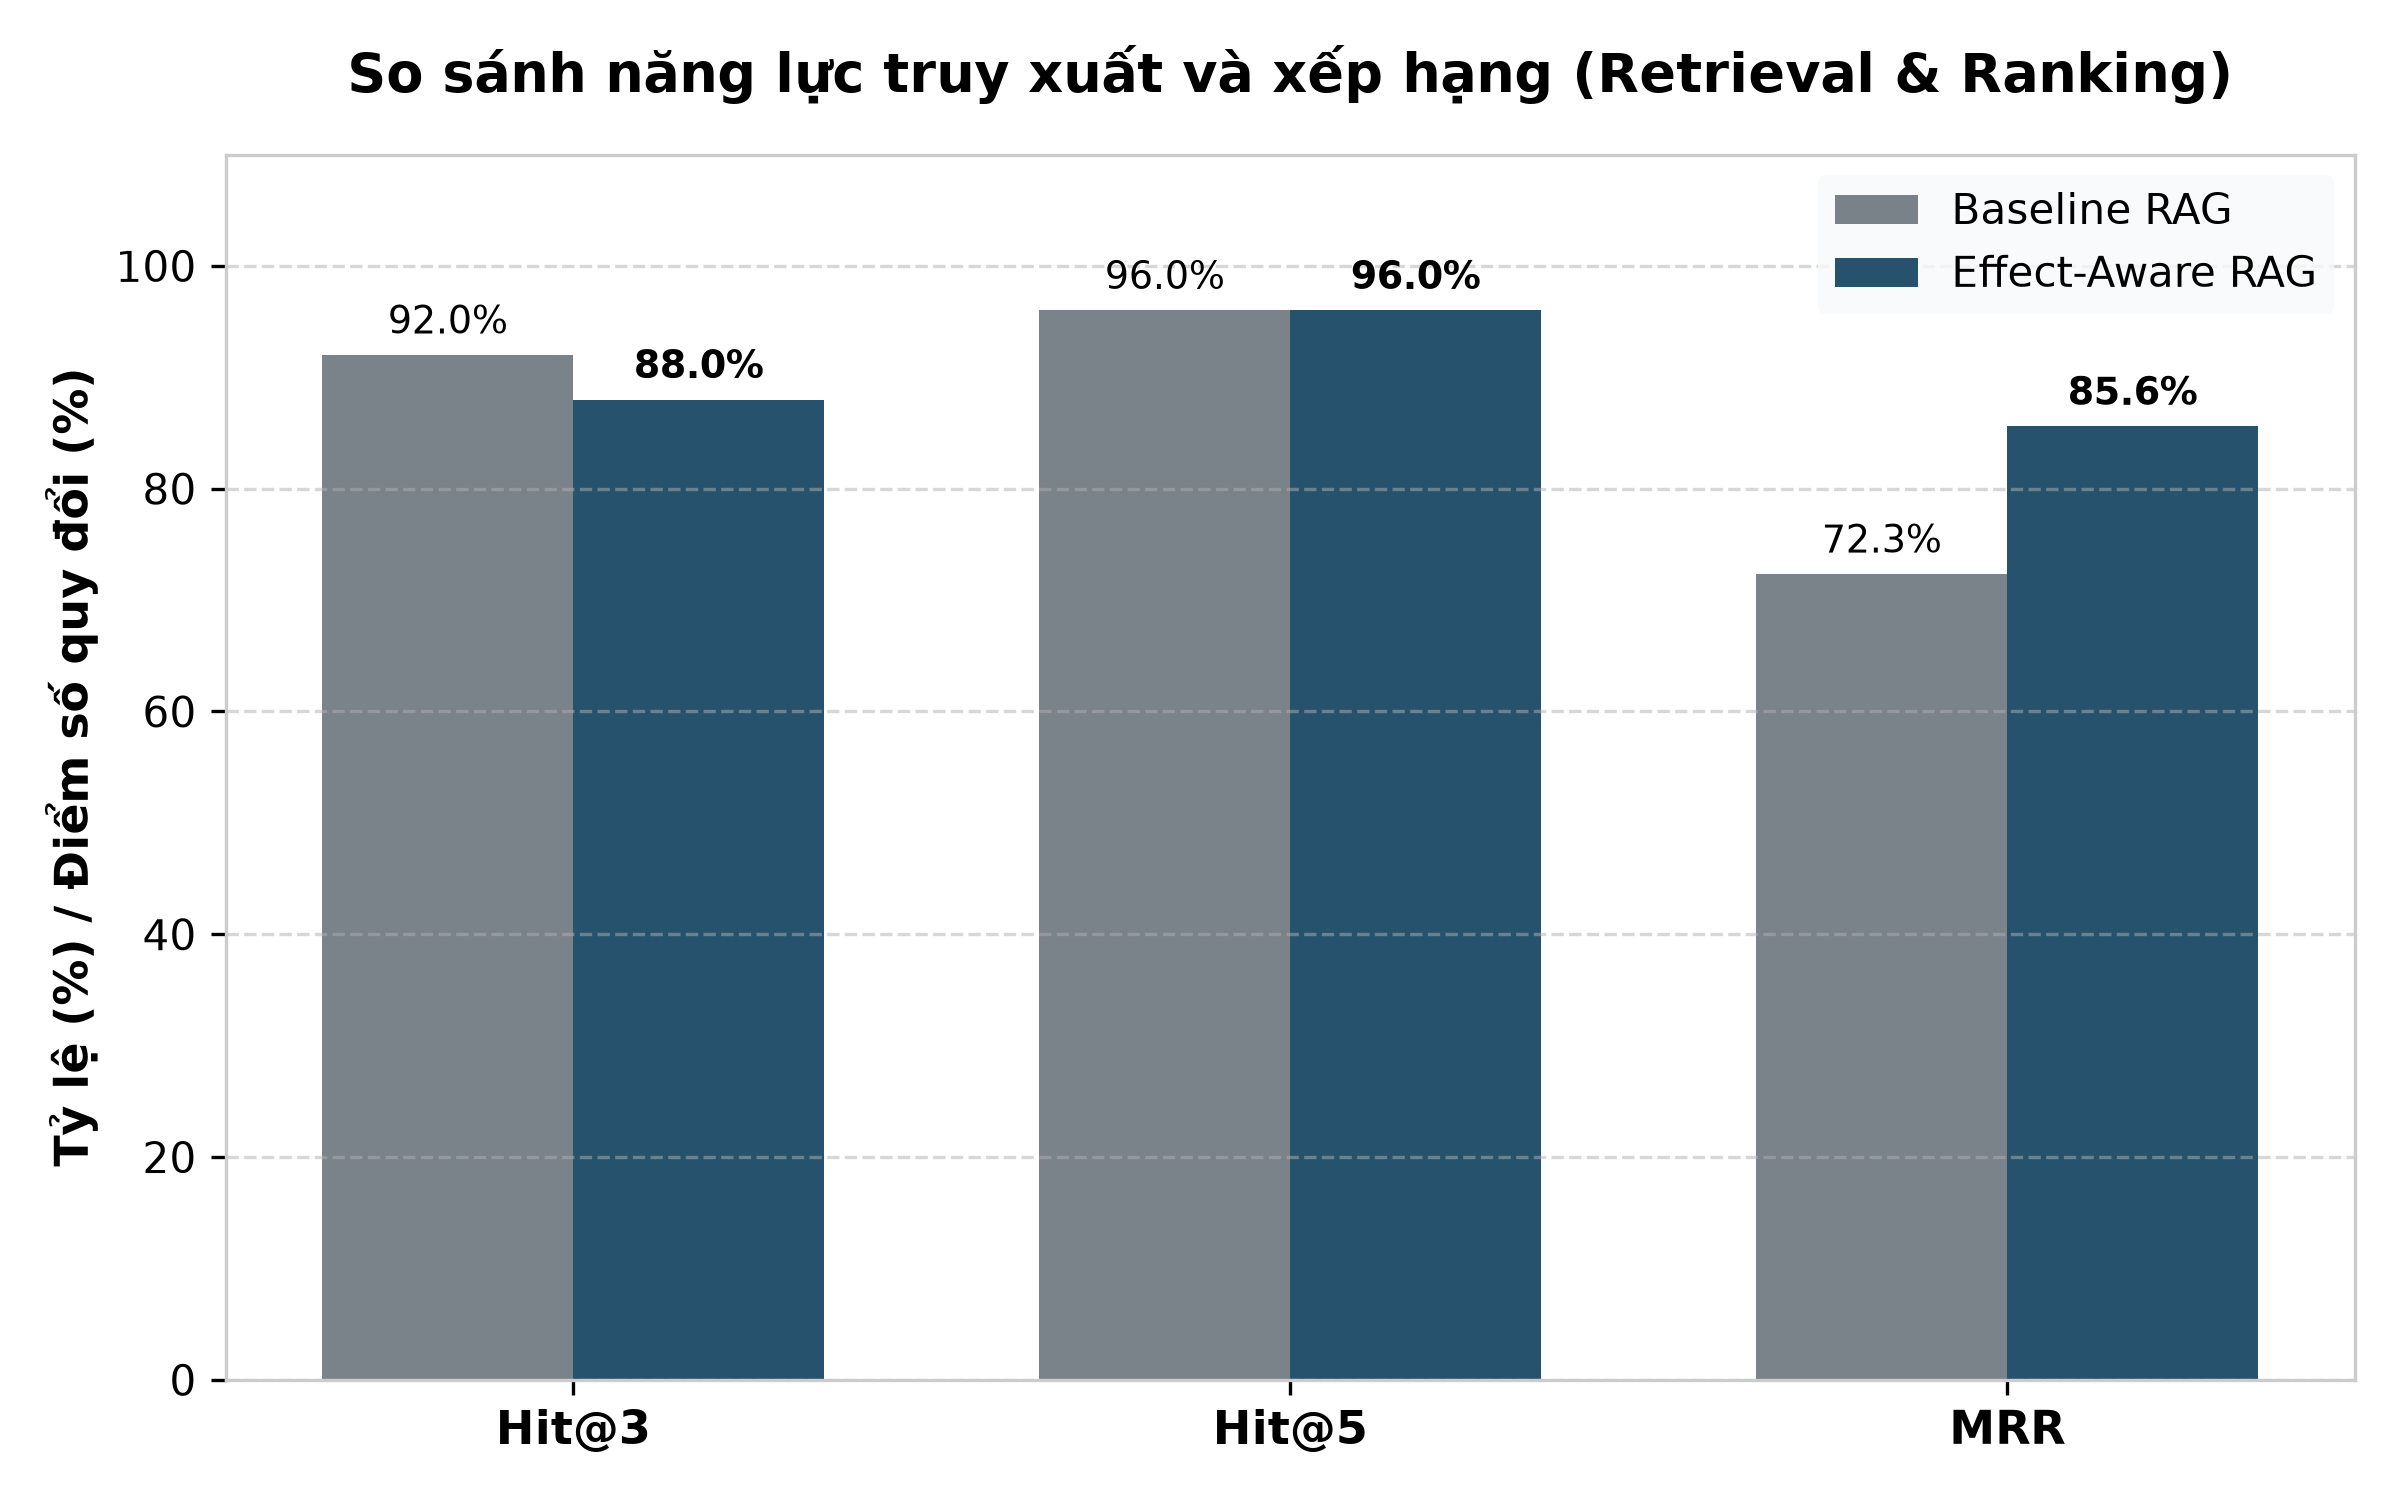 So sánh năng lực truy xuất và xếp hạng (Retrieval & Ranking)
Tỷ lệ (%) / Điểm số quy đổi (%)
100
80
60
40
20
0
Baseline RAG
Effect-Aware RAG
92.0%
88.0%
96.0%
96.0%
72.3%
85.6%
Hit@3
Hit@5
MRR